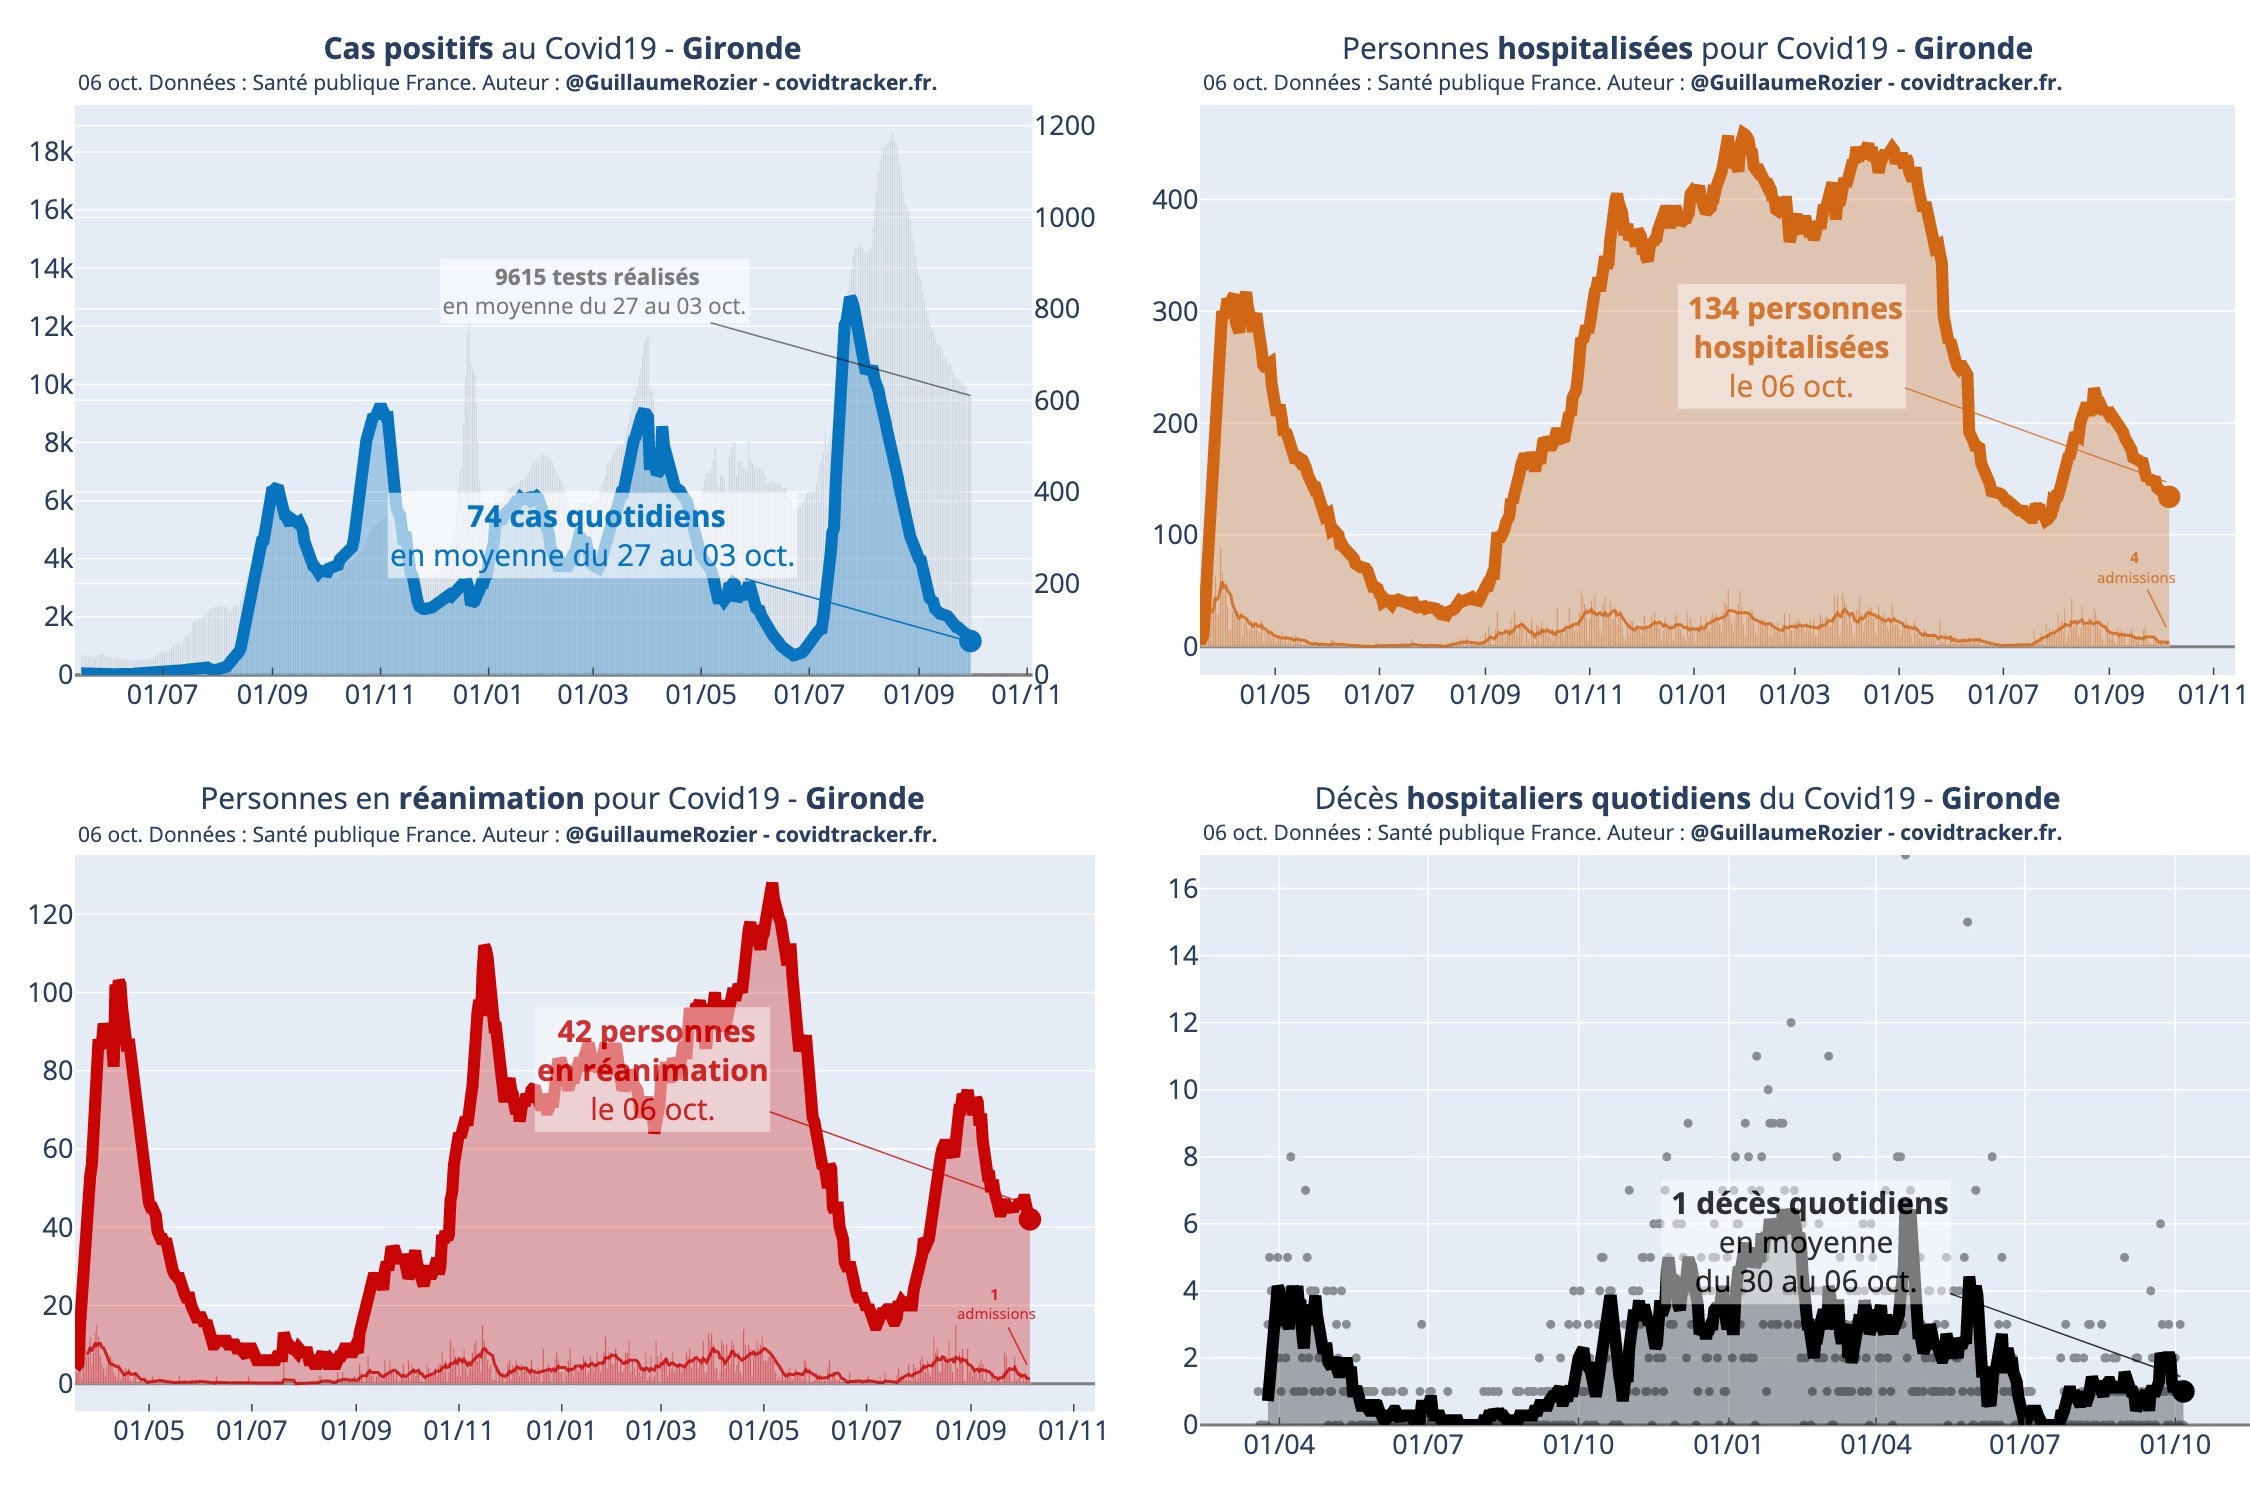 Cas positifs au Covid19 - Gironde
06 oct. Données : Santé publique France. Auteur : @GuillaumeRozier - covidtracker.fr.
18k
16k
14k
12k
10k
8k
6k
4k
2k
0
1200
1000
800
600
400
200
0
9615 tests réalisés
en moyenne du 27 au 03 oct.
74 cas quotidiens
en moyenne du 27 au 03 oct.
01/07 01/09 01/11 01/01 01/03 01/05 01/07 01/09 01/11
Personnes hospitalisées pour Covid19 - Gironde
06 oct. Données : Santé publique France. Auteur : @GuillaumeRozier - covidtracker.fr.
400
300
200
100
0
134 personnes
hospitalisées
le 06 oct.
4
admissions
01/05 01/07 01/09 01/11 01/01 01/03 01/05 01/07 01/09 01/11
Personnes en réanimation pour Covid19 - Gironde
06 oct. Données : Santé publique France. Auteur : @GuillaumeRozier - covidtracker.fr.
120
100
80
60
40
20
0
42 personnes
en réanimation
le 06 oct.
1
admissions
01/05 01/07 01/09 01/11 01/01 01/03 01/05 01/07 01/09 01/11
Décès hospitaliers quotidiens du Covid19 - Gironde
06 oct. Données : Santé publique France. Auteur : @GuillaumeRozier - covidtracker.fr.
16
14
12
10
8
6
4
2
0
1 décès quotidiens
en moyenne
du 30 au 06 oct.
01/04 01/07 01/10 01/01 01/04 01/07 01/10